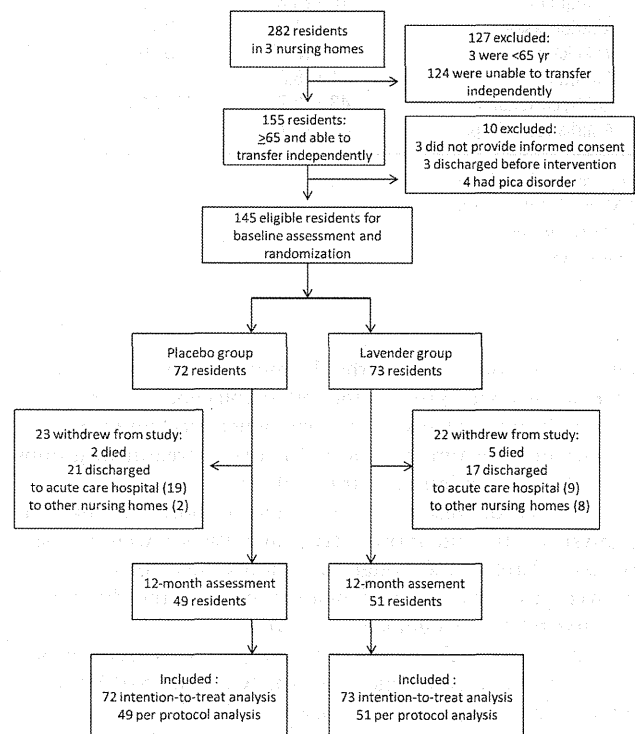 282 residents
in 3 nursing homes
127 excluded:
3 were <65 yr
124 were unable to transfer
independently
155 residents:
≥65 and able to
transfer independently
10 excluded:
3 did not provide informed consent
3 discharged before intervention
4 had pica disorder
145 eligible residents for
baseline assessment and
randomization
Placebo group
72 residents
Lavender group
73 residents
23 withdrew from study:
2 died
21 discharged
to acute care hospital (19)
to other nursing homes (2)
22 withdrew from study:
5 died
17 discharged
to acute care hospital (9)
to other nursing homes (8)
12-month assessment
49 residents
12-month assement
51 residents
Included :
72 intention-to-treat analysis
49 per protocol analysis
Included :
73 intention-to-treat analysis
51 per protocol analysis